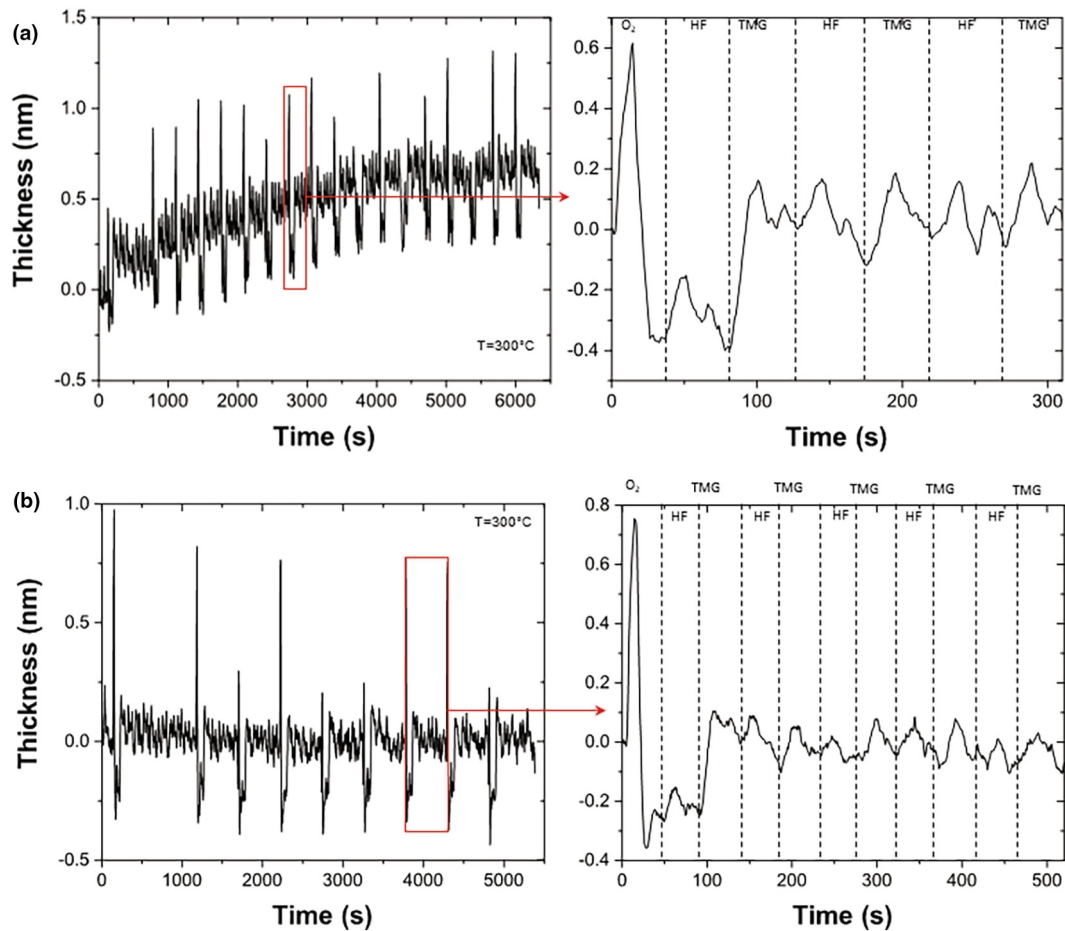 (a)
Thickness (nm)
1.5
1.0
0.5
0.0
-0.5
T=300°C
0 1000 2000 3000 4000 5000 6000
Time (s)
O₂ HF TMG HF TMG HF TMG
0.6
0.4
0.2
0.0
-0.2
-0.4
0 100 200 300
Time (s)
(b)
Thickness (nm)
1.0
0.5
0.0
-0.5
T=300°C
0 1000 2000 3000 4000 5000
Time (s)
O₂ TMG TMG TMG TMG TMG
HF HF HF HF HF
0.8
0.6
0.4
0.2
0.0
-0.2
-0.4
0 100 200 300 400 500
Time (s)